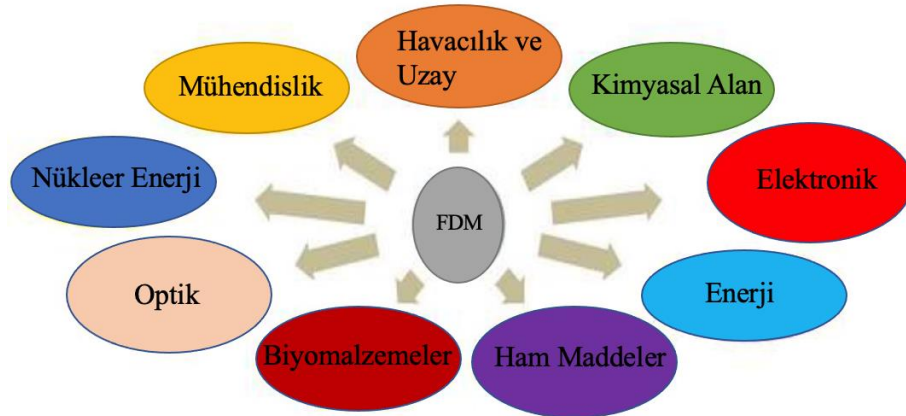 Havacılık ve
Uzay
Mühendislik
Kimyasal Alan
Nükleer Enerji
Elektronik
FDM
Optik
Enerji
Biyomalzemeler
Ham Maddeler